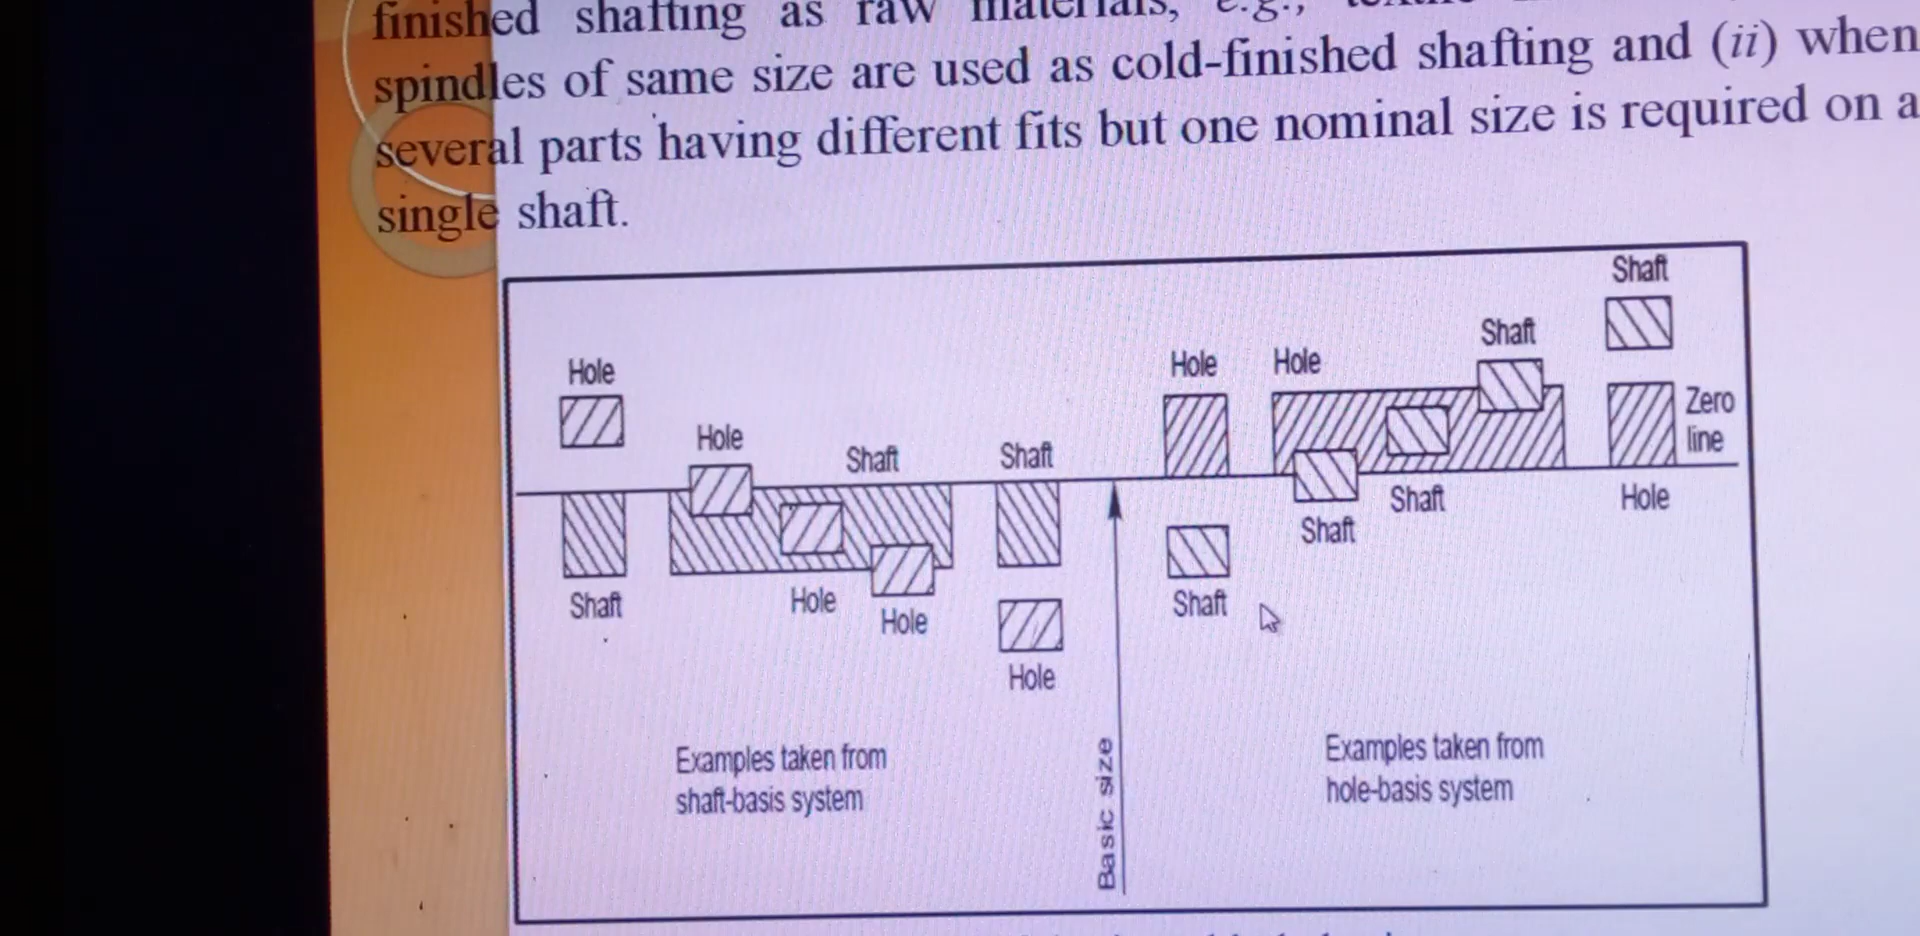 finished shafting as raw materials, e.g.,
spindles of same size are used as cold-finished shafting and (ii) when
several parts having different fits but one nominal size is required on a
single shaft.
Shaft
Shaft
Hole
Hole
Hole
Zero
line
Hole
Shaft
Shaft
Shaft
Hole
Shaft
Shaft
Hole
Hole
Shaft
Shaft
Hole
Examples taken from
shaft-basis system
Basic size
Examples taken from
hole-basis system